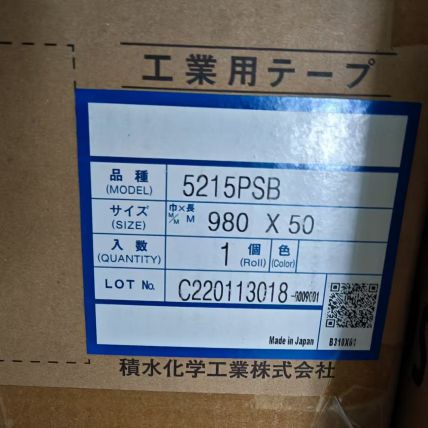 工業用テープ
品種 (MODEL) 5215PSB
サイズ (SIZE) 巾×長 M/M M 980 X 50
入数 (QUANTITY) 1 個 (Roll) 色 (Color)
LOT No. C220113018-R009C01
Made in Japan B310X61
積水化学工業株式会社